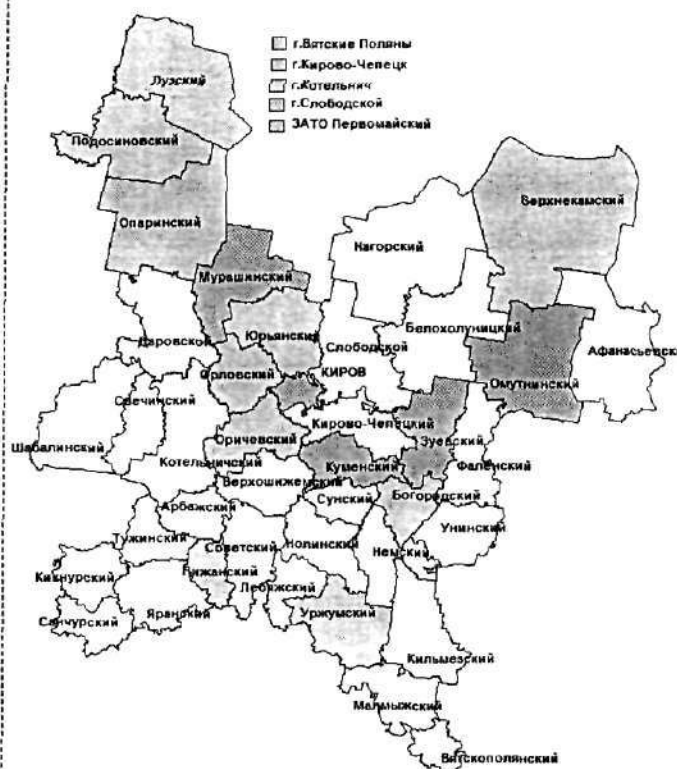 г.Вятские Поляны
г.Кирово-Чепецк
г.Котельнич
г.Слободской
ЗАТО Первомайский
Лузский
Подосиновский
Опаринский
Верхнекамский
Нагорский
Мурашинский
Юрьянский
Белохолуницкий
Даровской
Слободской
Афанасьевск
Орловский
КИРОВ
Омутнинский
Свечинский
Кирово-Чепецкий
Зуевский
Шабалинский
Оричевский
Котельничский
Куменский
Фаленский
Верхошижемский
Сунский
Богородский
Арбажский
Унинский
Тужинский
Советский
Нолинский
Немский
Кикнурский
Пижанский
Лебяжский
Санчурский
Яранский
Уржумский
Кильмезский
Малмыжский
Вятскополянский